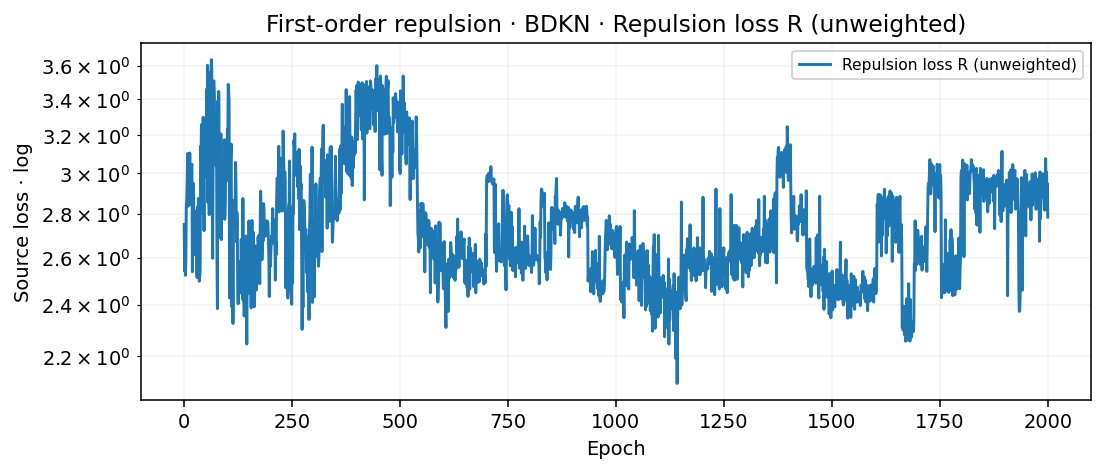 First-order repulsion · BDKN · Repulsion loss R (unweighted)
Repulsion loss R (unweighted)
Source loss · log
3.6 × 10⁰
3.4 × 10⁰
3.2 × 10⁰
3 × 10⁰
2.8 × 10⁰
2.6 × 10⁰
2.4 × 10⁰
2.2 × 10⁰
0 250 500 750 1000 1250 1500 1750 2000
Epoch